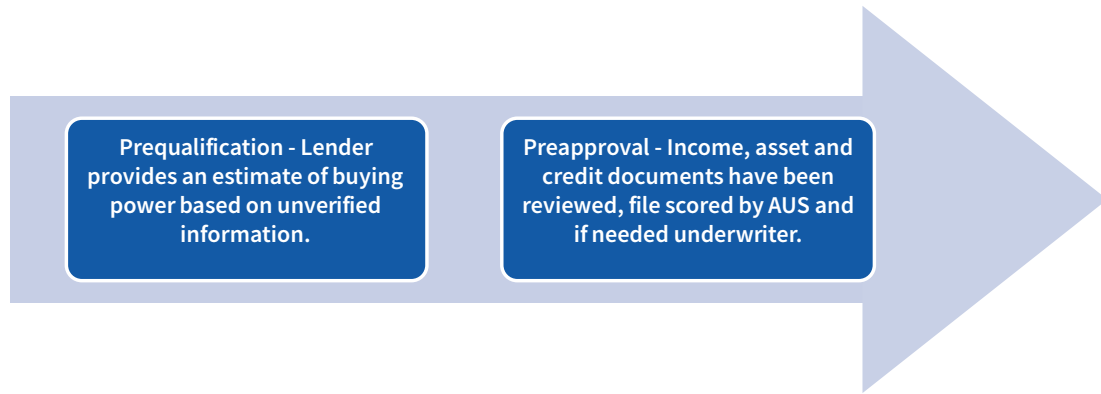 Prequalification - Lender
provides an estimate of buying
power based on unverified
information.
Preapproval - Income, asset and
credit documents have been
reviewed, file scored by AUS and
if needed underwriter.